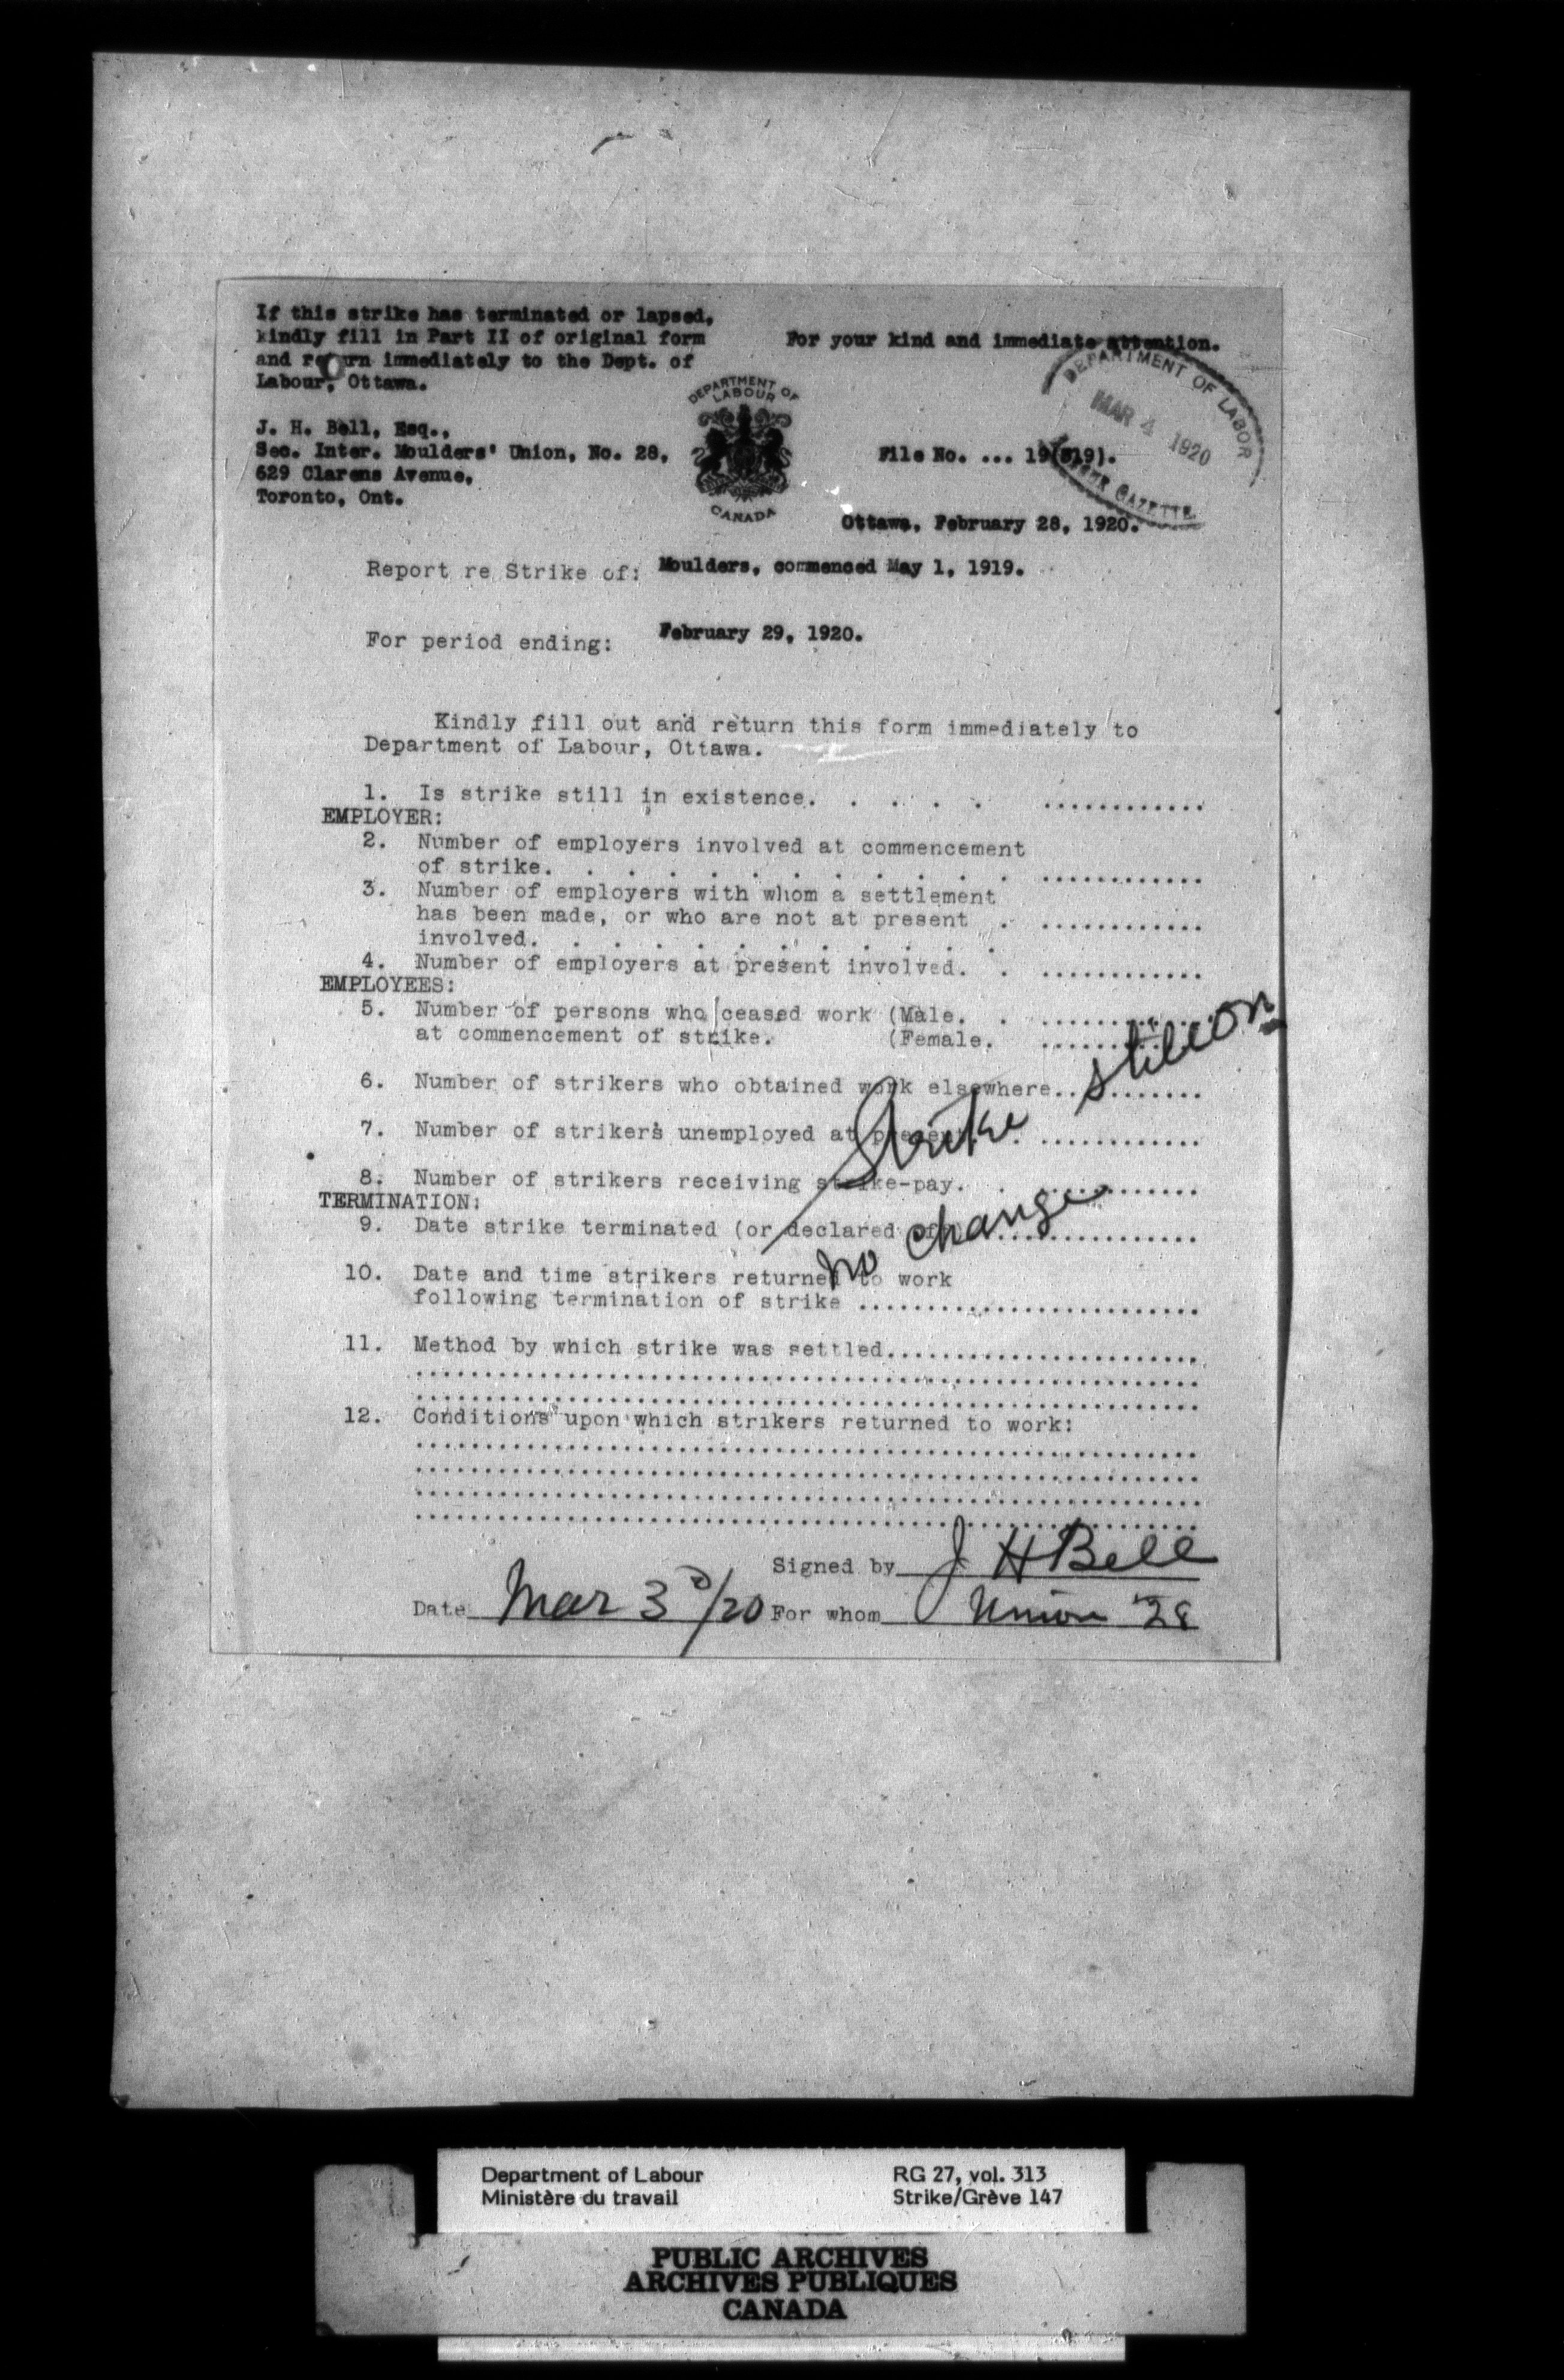 If this strike has terminated or lapsed,
kindly fill in Part II of original form
and return immediately to the Dept. of
Labour, Ottawa.
For your kind and immediate attention.
DEPARTMENT OF LABOR
MAR 4 1920
LABOUR GAZETTE
DEPARTMENT OF
LABOUR
CANADA
J. H. Bell, Esq.,
Sec. Inter. Moulders' Union, No. 28,
629 Clarens Avenue,
Toronto, Ont.
File No. ... 19(519).
Ottawa, February 28, 1920.
Report re Strike of: Moulders, commenced May 1, 1919.
For period ending: February 29, 1920.
Kindly fill out and return this form immediately to
Department of Labour, Ottawa.
1. Is strike still in existence. . . . . . ............
EMPLOYER:
2. Number of employers involved at commencement
of strike. . . . . . . . . . . . ............
3. Number of employers with whom a settlement
has been made, or who are not at present . ............
involved. . . . . . . . . . . .
4. Number of employers at present involved. . ............
EMPLOYEES:
5. Number of persons who ceased work (Male. . ............
at commencement of strike. (Female. ............
6. Number of strikers who obtained work elsewhere............
7. Number of strikers unemployed at present. . ............
8. Number of strikers receiving strike-pay. . ............
TERMINATION:
9. Date strike terminated (or declared off)..................
10. Date and time strikers returned to work
following termination of strike .........................
11. Method by which strike was settled.......................
.........................................................
.........................................................
12. Conditions upon which strikers returned to work:
.........................................................
.........................................................
.........................................................
.........................................................
Strike still on
no change
Signed by J H Bell
Date Mar 3rd/20 For whom Union 28
Department of Labour RG 27, vol. 313
Ministère du travail Strike/Grève 147
PUBLIC ARCHIVES
ARCHIVES PUBLIQUES
CANADA